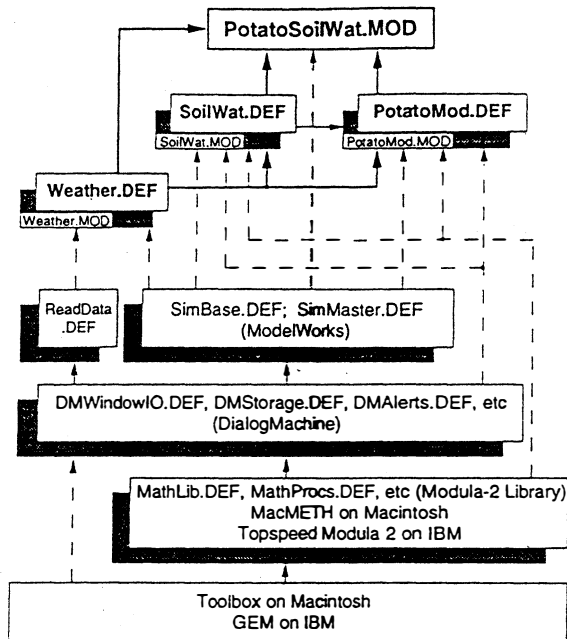 PotatoSoilWat.MOD
SoilWat.DEF
SoilWat.MOD
PotatoMod.DEF
PotatoMod.MOD
Weather.DEF
Weather.MOD
ReadData
.DEF
SimBase.DEF; SimMaster.DEF
(ModelWorks)
DMWindowIO.DEF, DMStorage.DEF, DMAlerts.DEF, etc
(DialogMachine)
MathLib.DEF, MathProcs.DEF, etc (Modula-2 Library)
MacMETH on Macintosh
Topspeed Modula 2 on IBM
Toolbox on Macintosh
GEM on IBM